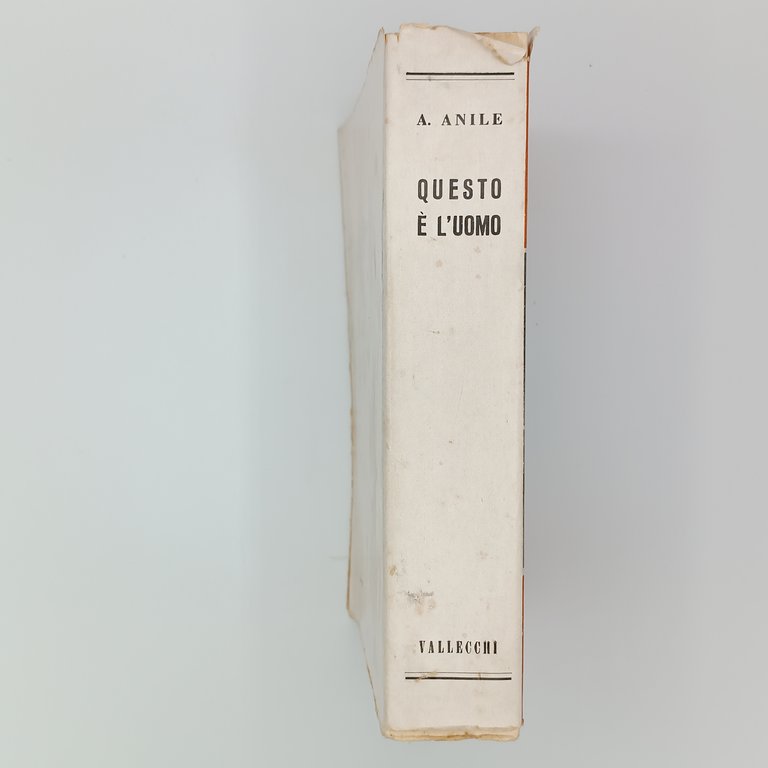 A. ANILE
QUESTO
È L'UOMO
VALLECCHI